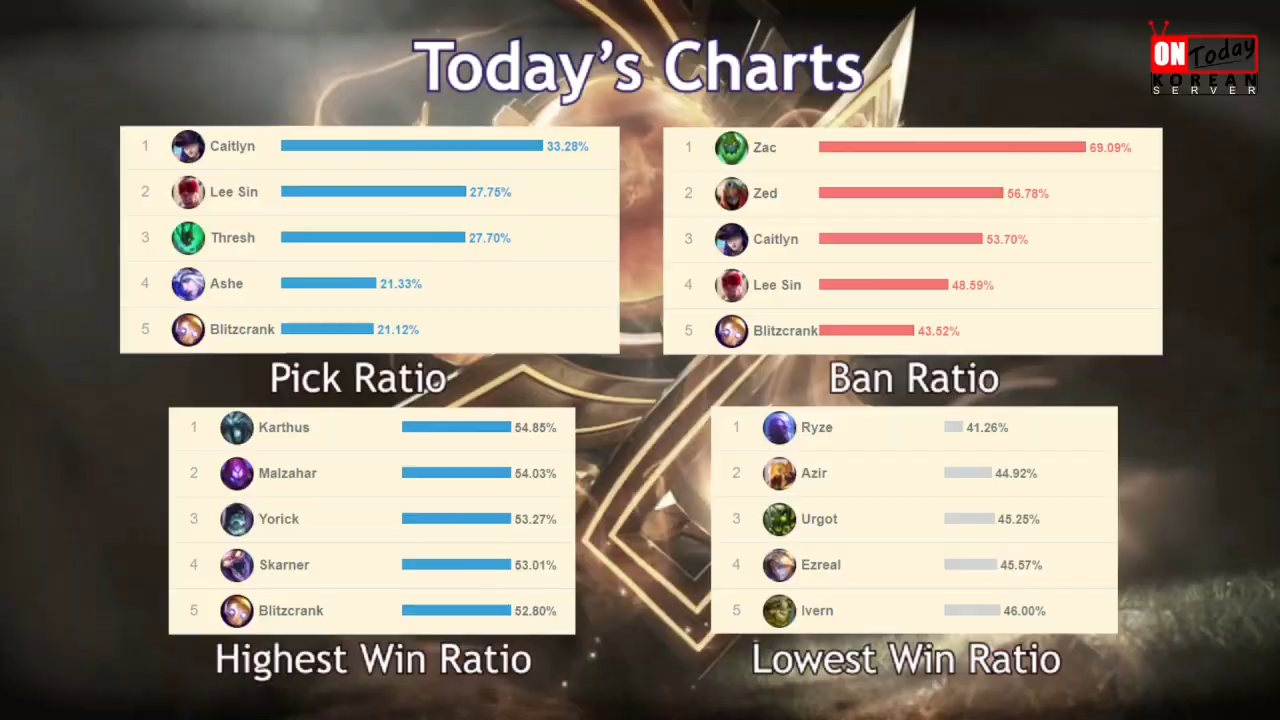 Today's Charts
ON Today
KOREAN
SERVER
1 Caitlyn 33.28%
2 Lee Sin 27.75%
3 Thresh 27.70%
4 Ashe 21.33%
5 Blitzcrank 21.12%
Pick Ratio
1 Zac 69.09%
2 Zed 56.78%
3 Caitlyn 53.70%
4 Lee Sin 48.59%
5 Blitzcrank 43.52%
Ban Ratio
1 Karthus 54.85%
2 Malzahar 54.03%
3 Yorick 53.27%
4 Skarner 53.01%
5 Blitzcrank 52.80%
Highest Win Ratio
1 Ryze 41.26%
2 Azir 44.92%
3 Urgot 45.25%
4 Ezreal 45.57%
5 Ivern 46.00%
Lowest Win Ratio